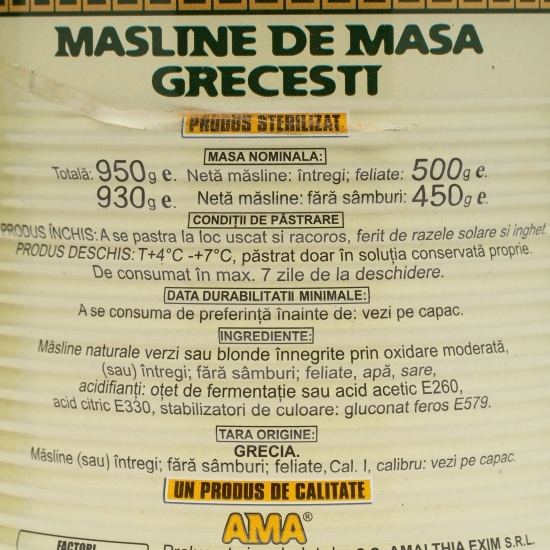 MASLINE DE MASA
GRECESTI
PRODUS STERILIZAT
MASA NOMINALA:
Totală: 950g e. Netă măsline: întregi; feliate: 500g e.
930g e. Netă măsline: fără sâmburi: 450g e.
CONDIȚII DE PĂSTRARE
PRODUS ÎNCHIS: A se pastra la loc uscat si racoros, ferit de razele solare si inghet.
PRODUS DESCHIS: T+4°C -+7°C, păstrat doar în soluția conservată proprie.
De consumat în max. 7 zile de la deschidere.
DATA DURABILITATII MINIMALE:
A se consuma de preferință înainte de: vezi pe capac.
INGREDIENTE:
Măsline naturale verzi sau blonde înnegrite prin oxidare moderată,
(sau) întregi; fără sâmburi; feliate, apă, sare,
acidifianți: oțet de fermentație sau acid acetic E260,
acid citric E330, stabilizatori de culoare: gluconat feros E579.
TARA ORIGINE:
GRECIA.
Măsline (sau) întregi; fără sâmburi; feliate, Cal. I, calibru: vezi pe capac.
UN PRODUS DE CALITATE
AMA®
FACTORI
AMALTHIA EXIM S.R.L.